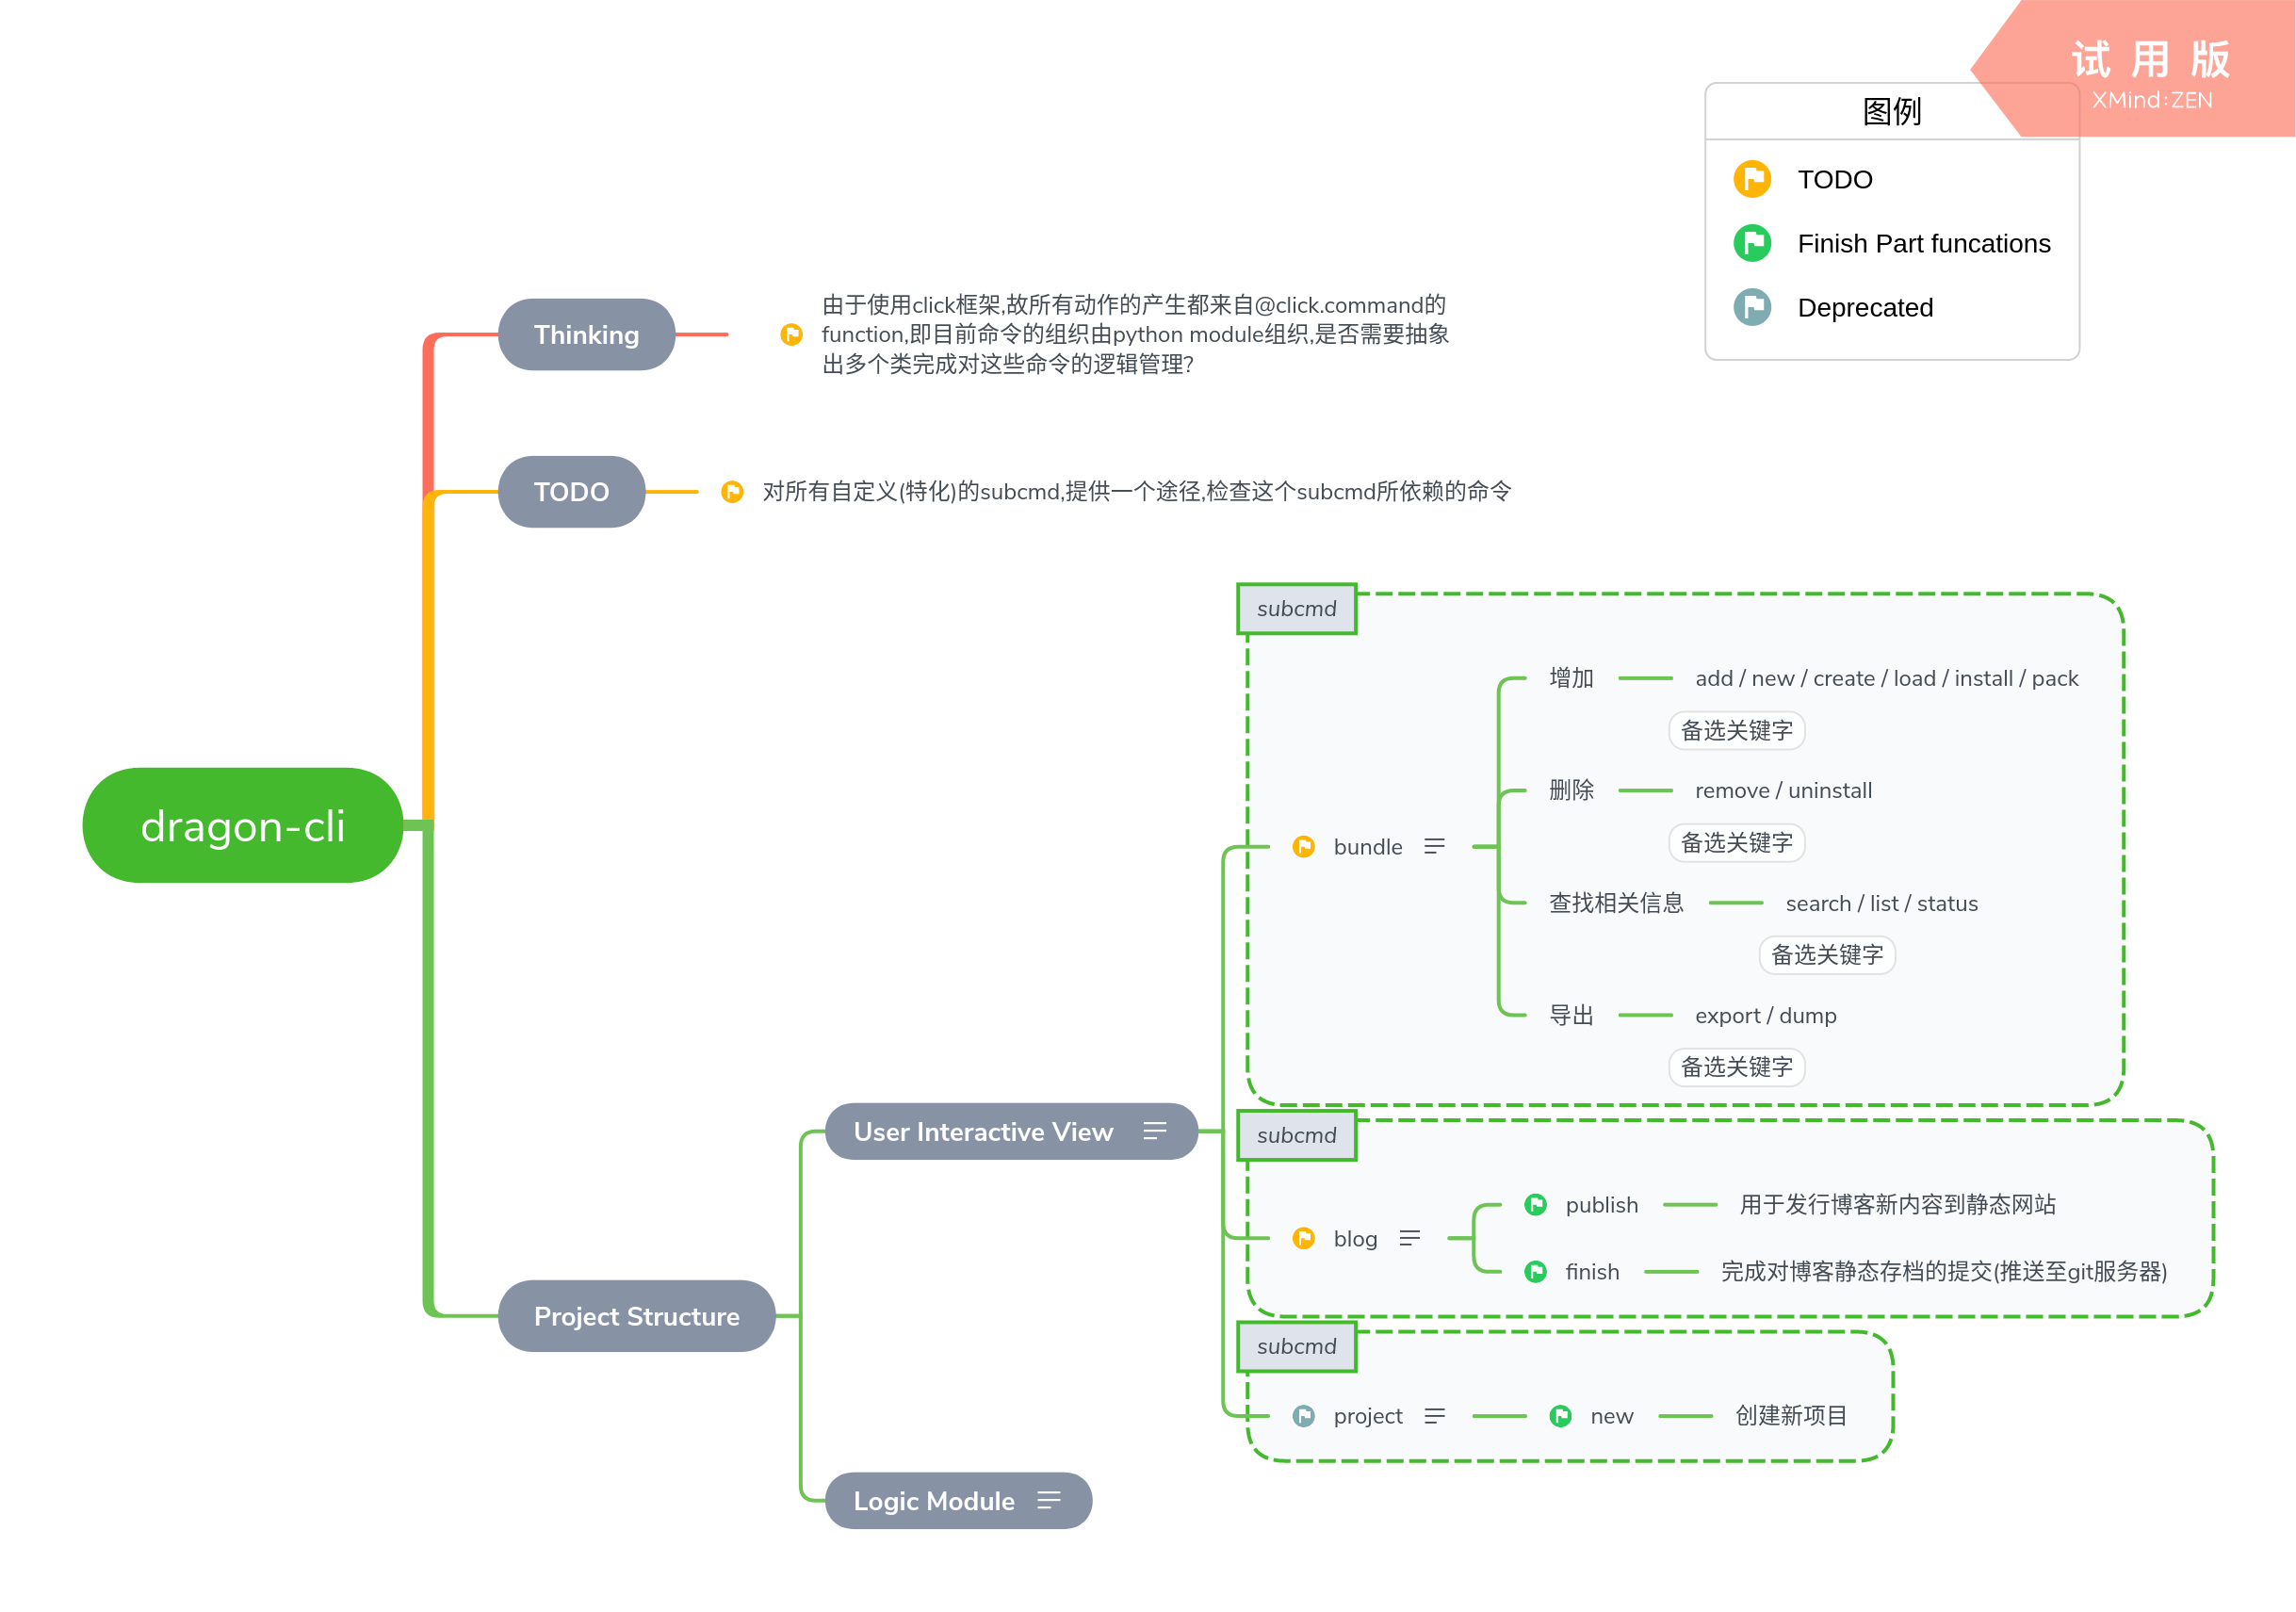 试用版
XMind:ZEN
图例
TODO
Finish Part funcations
Deprecated
Thinking
由于使用click框架,故所有动作的产生都来自@click.command的
function,即目前命令的组织由python module组织,是否需要抽象
出多个类完成对这些命令的逻辑管理?
TODO
对所有自定义(特化)的subcmd,提供一个途径,检查这个subcmd所依赖的命令
dragon-cli
Project Structure
User Interactive View
subcmd
bundle
增加
add / new / create / load / install / pack
备选关键字
删除
remove / uninstall
备选关键字
查找相关信息
search / list / status
备选关键字
导出
export / dump
备选关键字
subcmd
blog
publish
用于发行博客新内容到静态网站
finish
完成对博客静态存档的提交(推送至git服务器)
subcmd
project
new
创建新项目
Logic Module